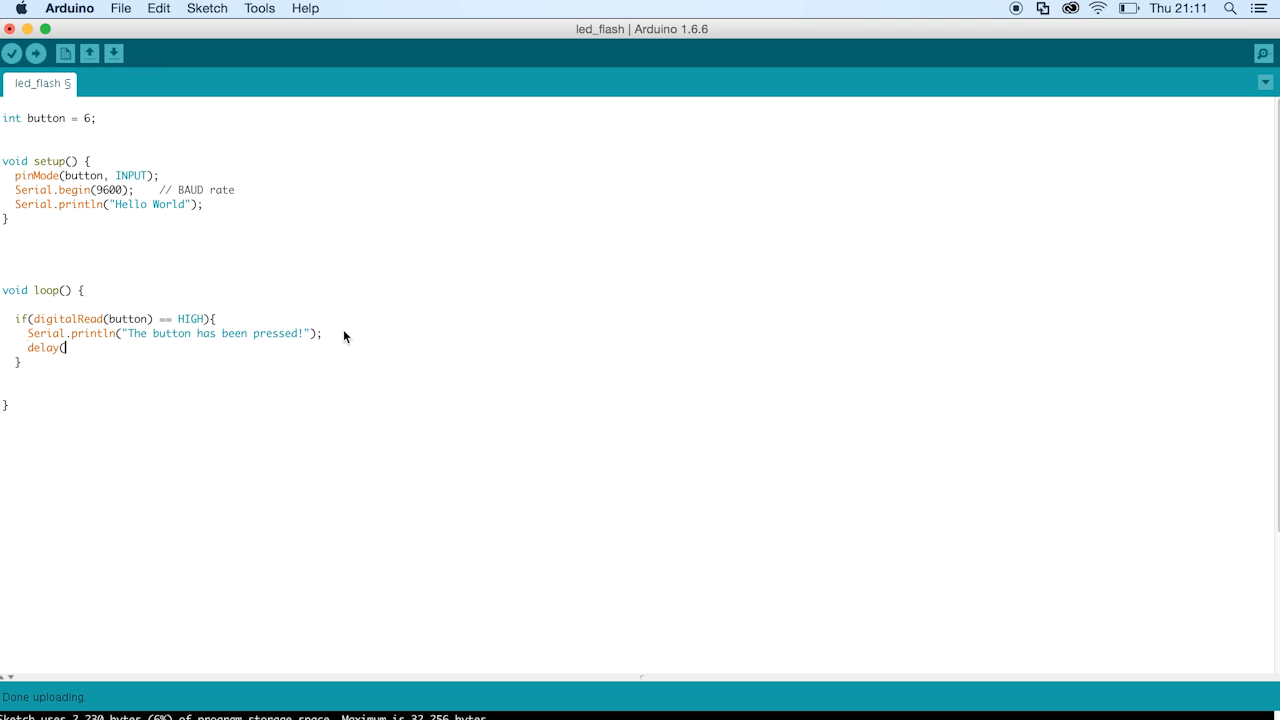 Arduino File Edit Sketch Tools Help Thu 21:11
led_flash | Arduino 1.6.6
led_flash §
int button = 6;
void setup() {
pinMode(button, INPUT);
Serial.begin(9600); // BAUD rate
Serial.println("Hello World");
}
void loop() {
if(digitalRead(button) == HIGH){
Serial.println("The button has been pressed!");
delay(
}
}
Done uploading.
Sketch uses 2,230 bytes (6%) of program storage space. Maximum is 32,256 bytes.